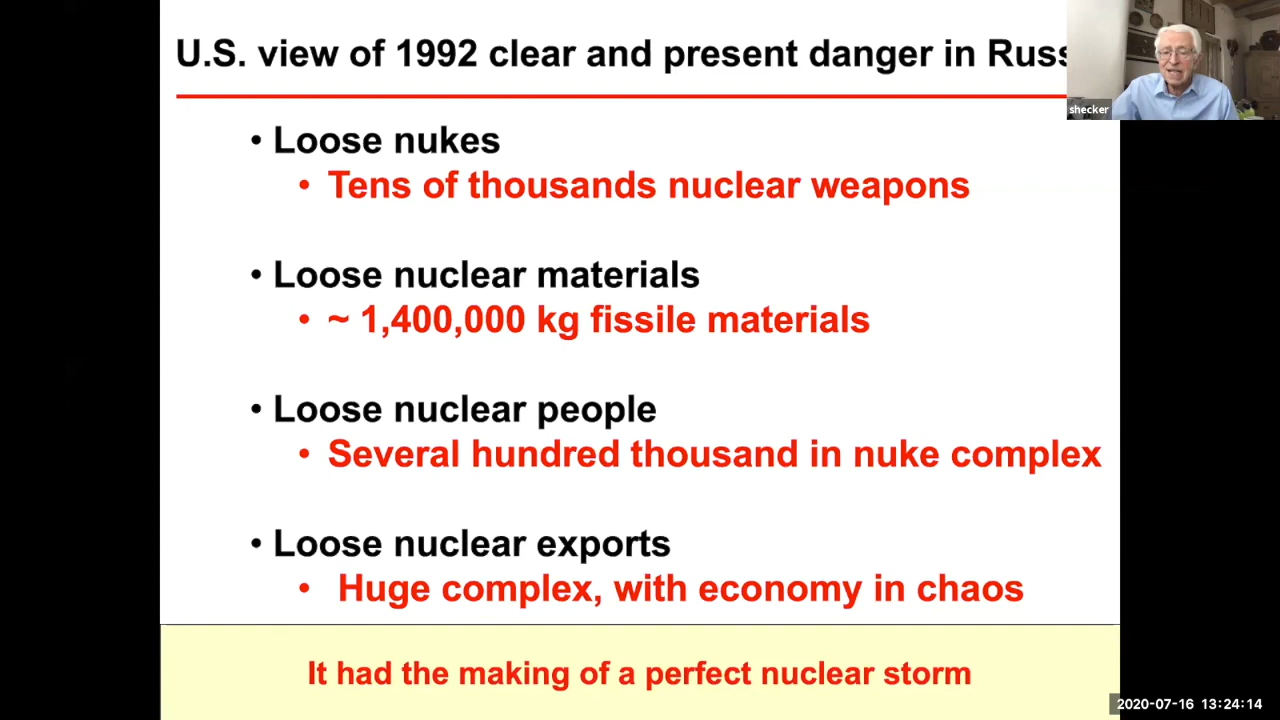 U.S. view of 1992 clear and present danger in Russ
shecker
• Loose nukes
• Tens of thousands nuclear weapons
• Loose nuclear materials
• ~ 1,400,000 kg fissile materials
• Loose nuclear people
• Several hundred thousand in nuke complex
• Loose nuclear exports
• Huge complex, with economy in chaos
It had the making of a perfect nuclear storm
2020-07-16 13:24:14